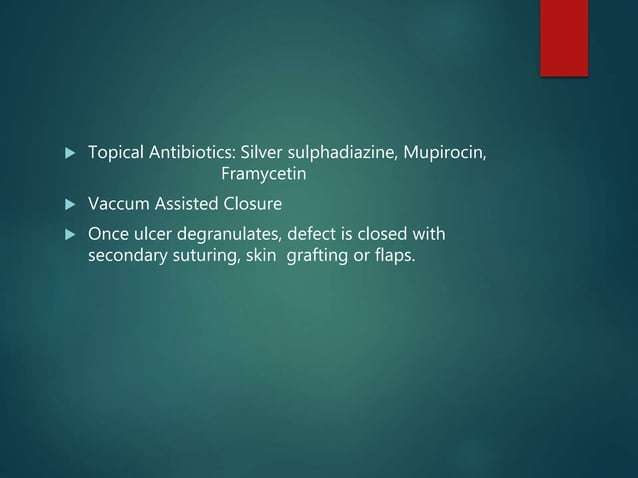 Topical Antibiotics: Silver sulphadiazine, Mupirocin,
Framycetin
Vaccum Assisted Closure
Once ulcer degranulates, defect is closed with
secondary suturing, skin grafting or flaps.